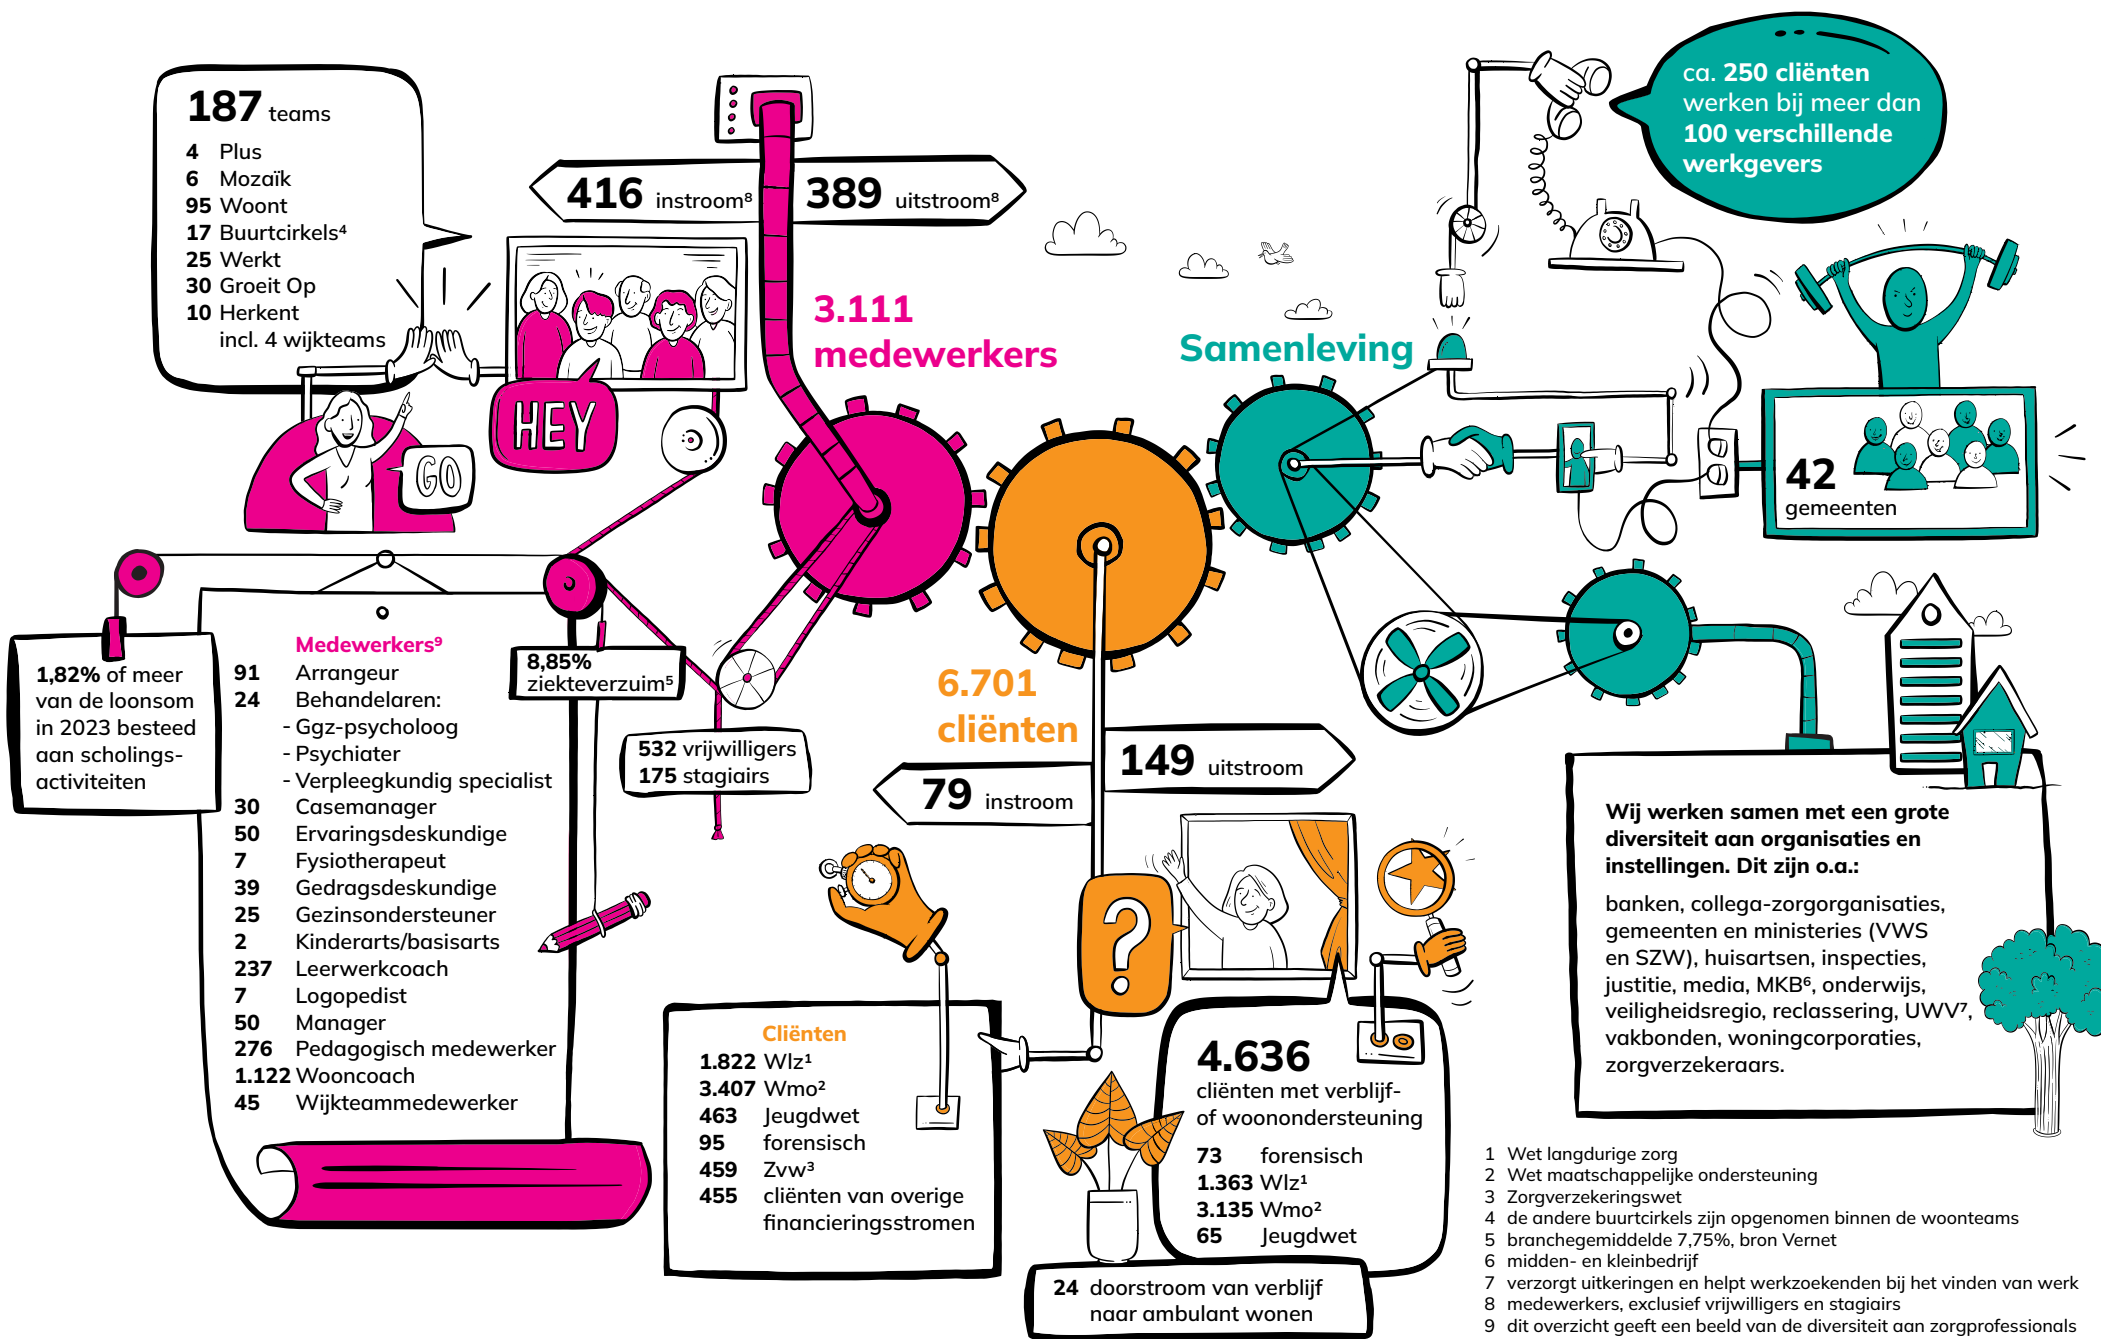 187 teams
4 Plus
6 Mozaïk
95 Woont
17 Buurtcirkels⁴
25 Werkt
30 Groeit Op
10 Herkent
incl. 4 wijkteams
416 instroom⁸
389 uitstroom⁸
3.111
medewerkers
HEY
GO
Samenleving
ca. 250 cliënten
werken bij meer dan
100 verschillende
werkgevers
42
gemeenten
1,82% of meer
van de loonsom
in 2023 besteed
aan scholings-
activiteiten
Medewerkers⁹
91 Arrangeur
24 Behandelaren:
- Ggz-psycholoog
- Psychiater
- Verpleegkundig specialist
30 Casemanager
50 Ervaringsdeskundige
7 Fysiotherapeut
39 Gedragsdeskundige
25 Gezinsondersteuner
2 Kinderarts/basisarts
237 Leerwerkcoach
7 Logopedist
50 Manager
276 Pedagogisch medewerker
1.122 Wooncoach
45 Wijkteammedewerker
8,85%
ziekteverzuim⁵
532 vrijwilligers
175 stagiairs
6.701
cliënten
149 uitstroom
79 instroom
?
Cliënten
1.822 Wlz¹
3.407 Wmo²
463 Jeugdwet
95 forensisch
459 Zvw³
455 cliënten van overige
financieringsstromen
4.636
cliënten met verblijf-
of woonondersteuning
73 forensisch
1.363 Wlz¹
3.135 Wmo²
65 Jeugdwet
24 doorstroom van verblijf
naar ambulant wonen
Wij werken samen met een grote
diversiteit aan organisaties en
instellingen. Dit zijn o.a.:
banken, collega-zorgorganisaties,
gemeenten en ministeries (VWS
en SZW), huisartsen, inspecties,
justitie, media, MKB⁶, onderwijs,
veiligheidsregio, reclassering, UWV⁷,
vakbonden, woningcorporaties,
zorgverzekeraars.
1 Wet langdurige zorg
2 Wet maatschappelijke ondersteuning
3 Zorgverzekeringswet
4 de andere buurtcirkels zijn opgenomen binnen de woonteams
5 branchegemiddelde 7,75%, bron Vernet
6 midden- en kleinbedrijf
7 verzorgt uitkeringen en helpt werkzoekenden bij het vinden van werk
8 medewerkers, exclusief vrijwilligers en stagiairs
9 dit overzicht geeft een beeld van de diversiteit aan zorgprofessionals